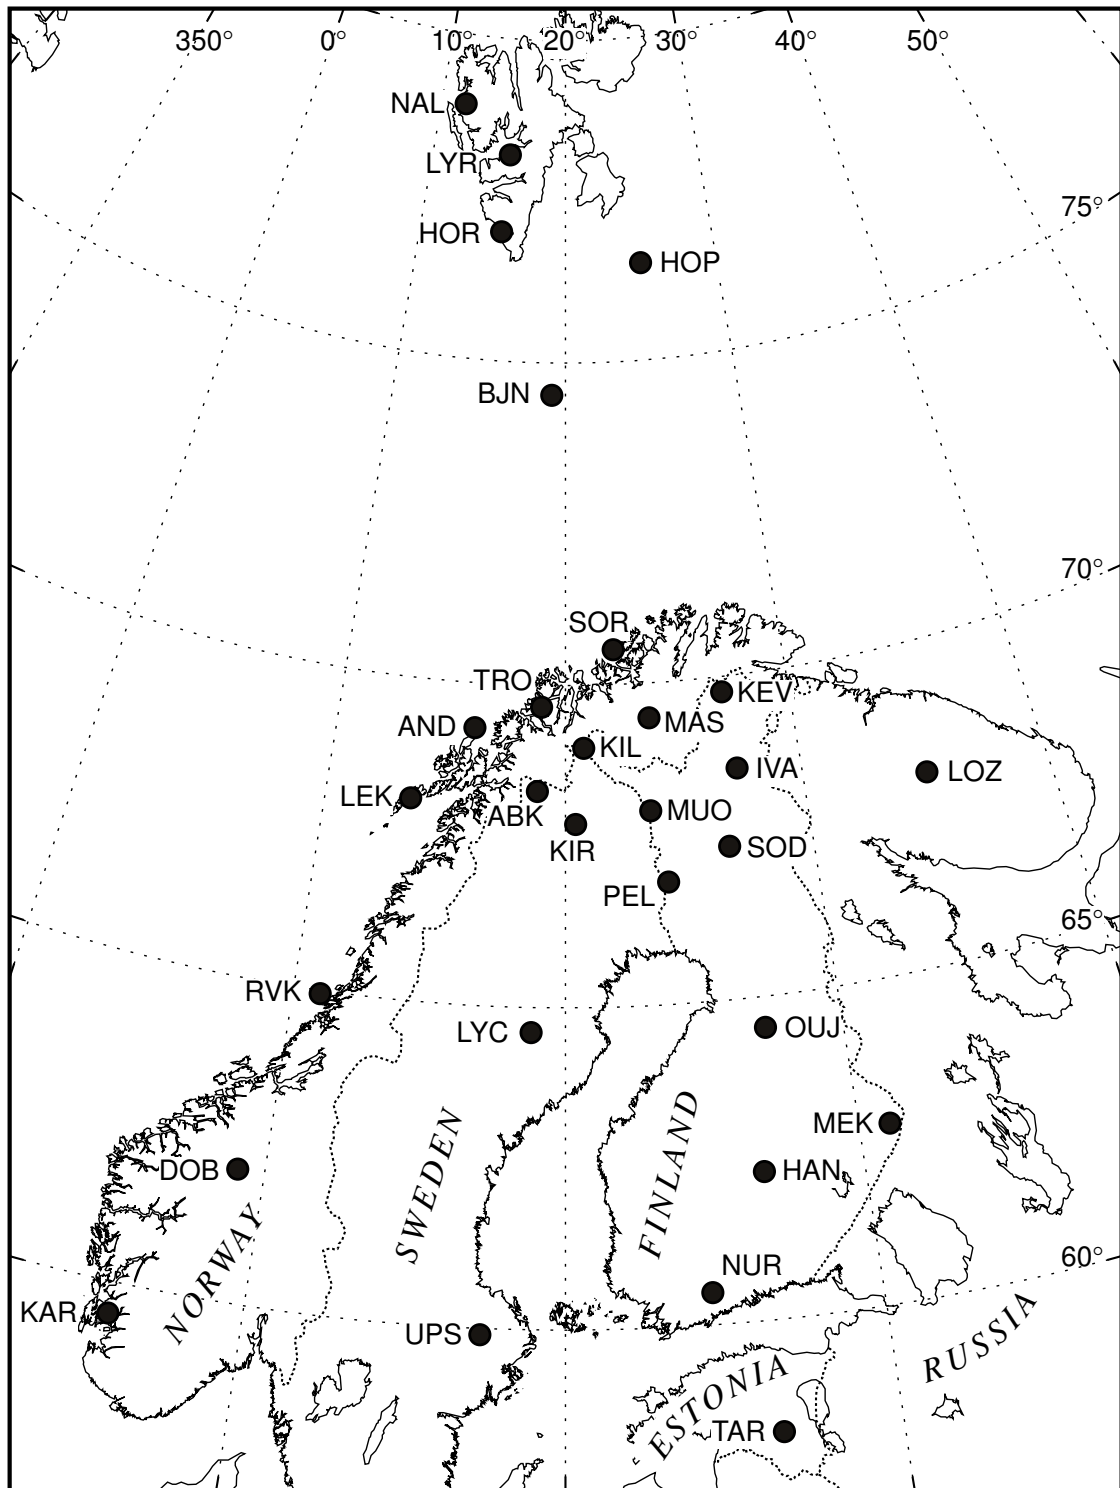 350°
0°
10°
20°
30°
40°
50°
NAL
LYR
75°
HOR
HOP
BJN
70°
SOR
TRO
KEV
AND
MAS
KIL
IVA
LOZ
LEK
ABK
MUO
KIR
SOD
PEL
65°
RVK
LYC
OUJ
MEK
DOB
HAN
SWEDEN
FINLAND
NORWAY
60°
NUR
KAR
UPS
RUSSIA
ESTONIA
TAR